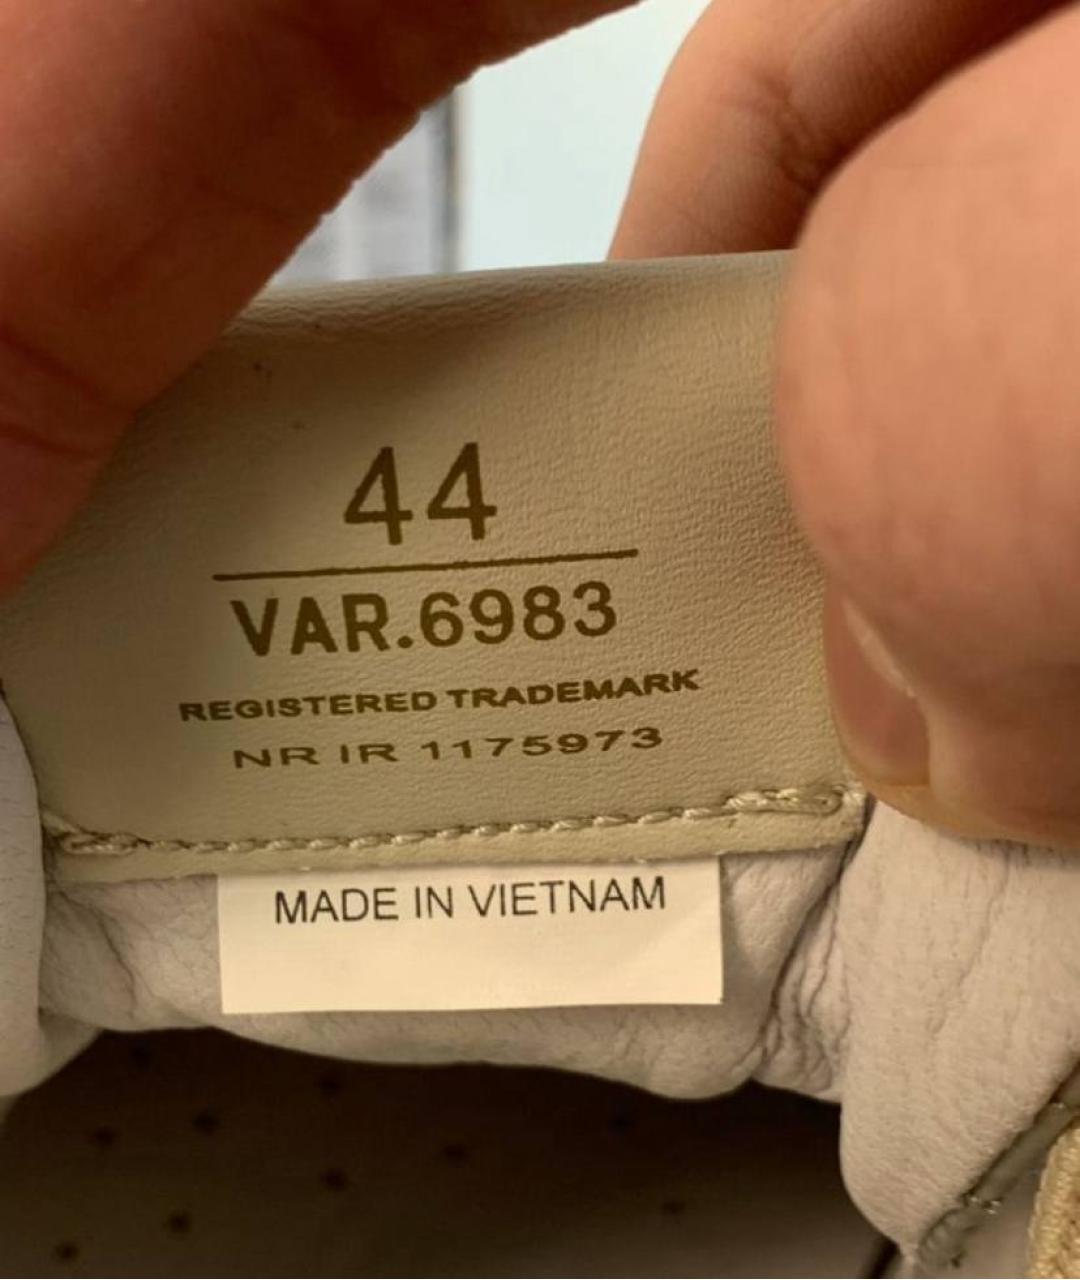 44
VAR.6983
REGISTERED TRADEMARK
NR IR 1175973
MADE IN VIETNAM